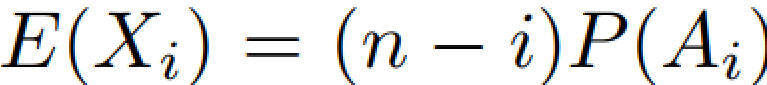 E(X_i) = (n − i)P(A_i)